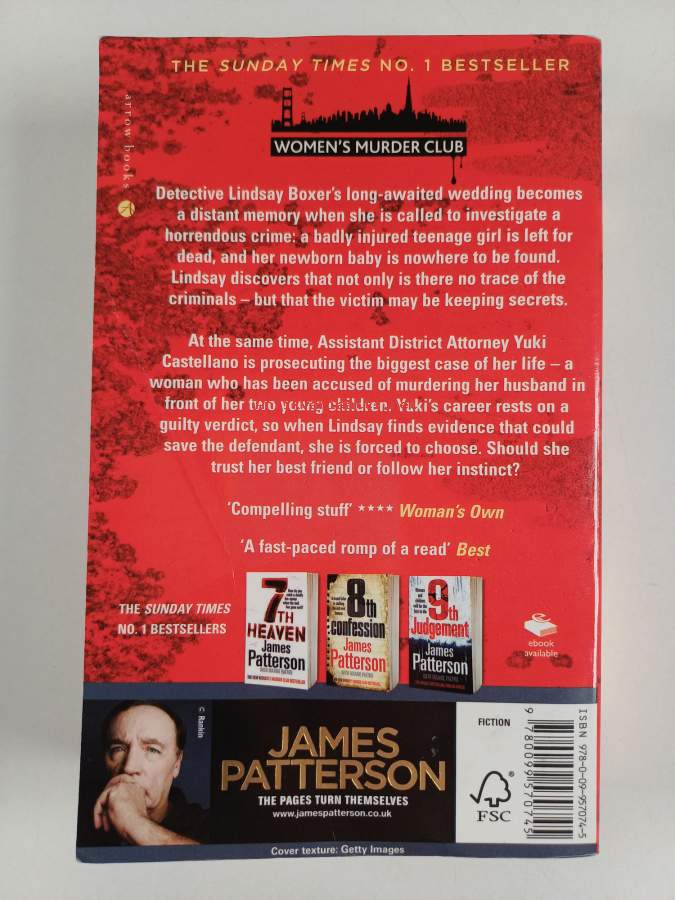 THE SUNDAY TIMES NO. 1 BESTSELLER
arrow books
WOMEN'S MURDER CLUB
Detective Lindsay Boxer's long-awaited wedding becomes
a distant memory when she is called to investigate a
horrendous crime: a badly injured teenage girl is left for
dead, and her newborn baby is nowhere to be found.
Lindsay discovers that not only is there no trace of the
criminals – but that the victim may be keeping secrets.
At the same time, Assistant District Attorney Yuki
Castellano is prosecuting the biggest case of her life – a
woman who has been accused of murdering her husband in
front of her two young children. Yuki's career rests on a
guilty verdict, so when Lindsay finds evidence that could
save the defendant, she is forced to choose. Should she
trust her best friend or follow her instinct?
'Compelling stuff' **** Woman's Own
'A fast-paced romp of a read' Best
THE SUNDAY TIMES
NO. 1 BESTSELLERS
7TH
HEAVEN
James
Patterson
8th
confession
James
Patterson
9th
Judgement
James
Patterson
ebook
available
© Rankin
JAMES
PATTERSON
THE PAGES TURN THEMSELVES
www.jamespatterson.co.uk
FICTION
FSC
®
ISBN 978-0-09-957074-5
9 780099 570745
Cover texture: Getty Images